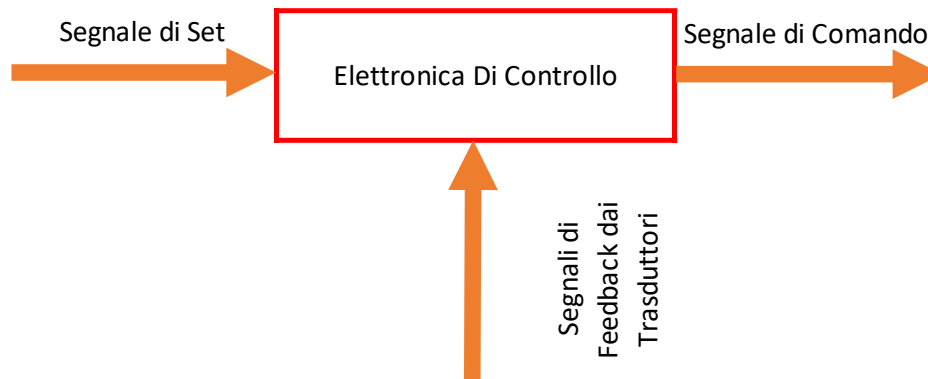 Segnale di Set
Segnale di Comando
Elettronica Di Controllo
Segnali di
Feedback dai
Trasduttori